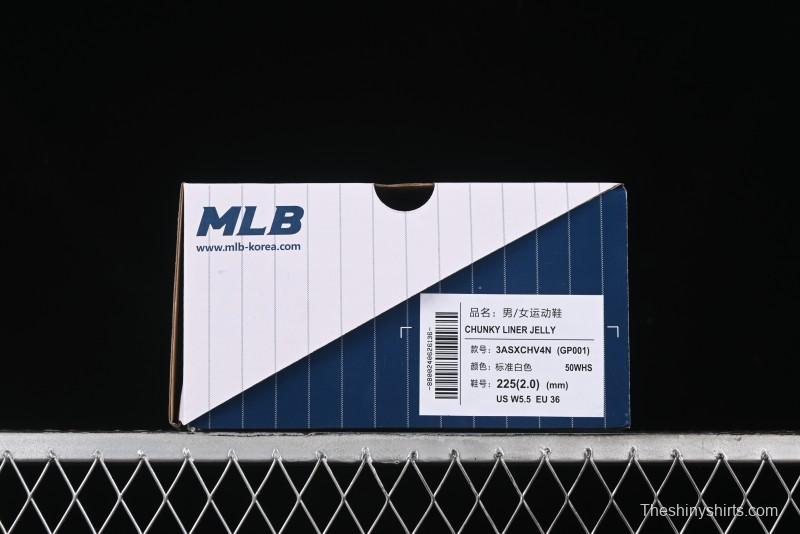 MLB
www.mlb-korea.com
品名: 男/女运动鞋
CHUNKY LINER JELLY
款号: 3ASXCHV4N (GP001)
颜色: 标准白色 50WHS
鞋号: 225(2.0) (mm)
US W5.5 EU 36
-8800240626136-
Theshinyshirts.com